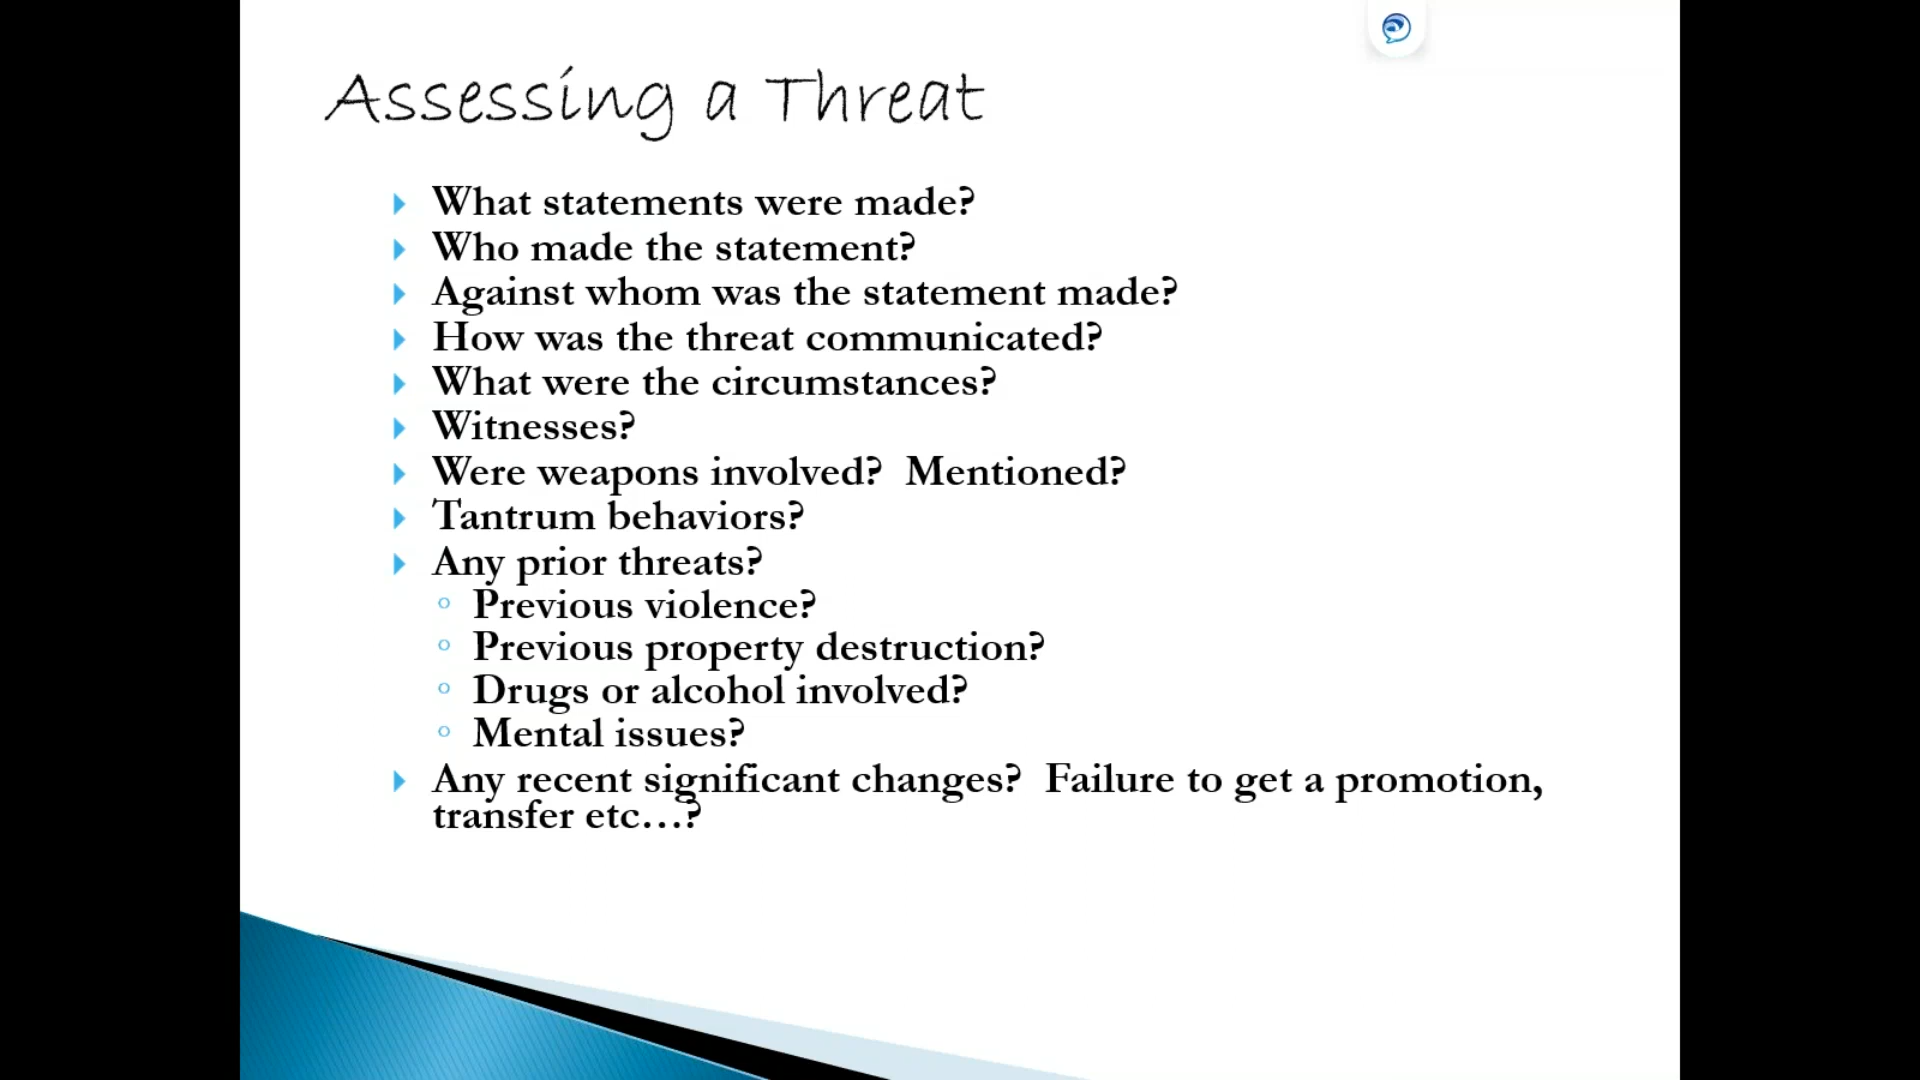 Assessing a Threat
What statements were made?
Who made the statement?
Against whom was the statement made?
How was the threat communicated?
What were the circumstances?
Witnesses?
Were weapons involved?  Mentioned?
Tantrum behaviors?
Any prior threats?
Previous violence?
Previous property destruction?
Drugs or alcohol involved?
Mental issues?
Any recent significant changes?  Failure to get a promotion,
transfer etc...?